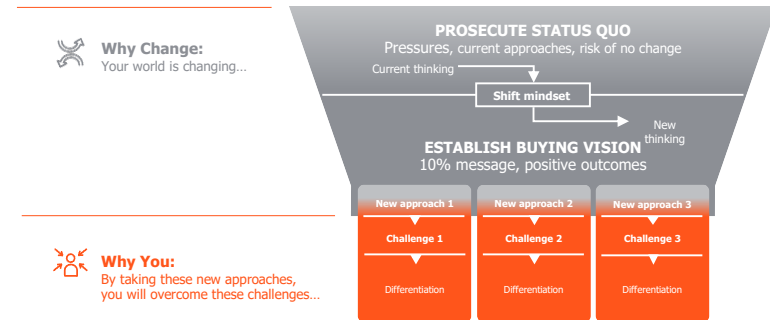 Why Change:
Your world is changing…
PROSECUTE STATUS QUO
Pressures, current approaches, risk of no change
Current thinking
Shift mindset
New
thinking
ESTABLISH BUYING VISION
10% message, positive outcomes
Why You:
By taking these new approaches,
you will overcome these challenges…
New approach 1
New approach 2
New approach 3
Challenge 1
Challenge 2
Challenge 3
Differentiation
Differentiation
Differentiation